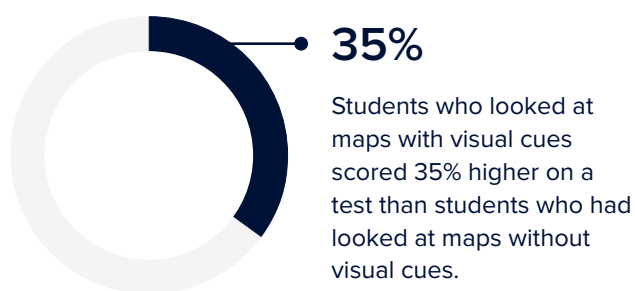 35%
Students who looked at
maps with visual cues
scored 35% higher on a
test than students who had
looked at maps without
visual cues.